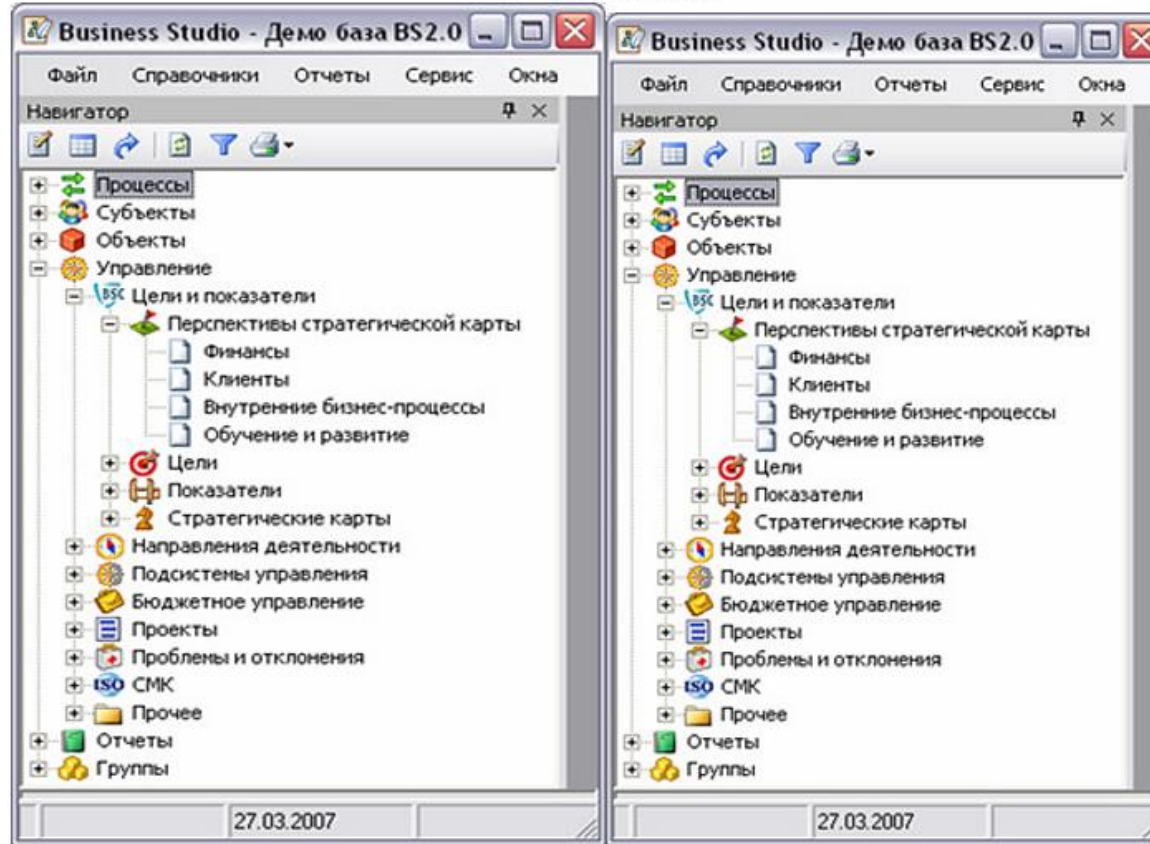 Business Studio - Демо база BS2.0
Файл Справочники Отчеты Сервис Окна
Навигатор
Процессы
Субъекты
Объекты
Управление
BSC Цели и показатели
Перспективы стратегической карты
Финансы
Клиенты
Внутренние бизнес-процессы
Обучение и развитие
Цели
Показатели
Стратегические карты
Направления деятельности
Подсистемы управления
Бюджетное управление
Проекты
Проблемы и отклонения
ISO СМК
Прочее
Отчеты
Группы
27.03.2007
Business Studio - Демо база BS2.0
Файл Справочники Отчеты Сервис Окна
Навигатор
Процессы
Субъекты
Объекты
Управление
BSC Цели и показатели
Перспективы стратегической карты
Финансы
Клиенты
Внутренние бизнес-процессы
Обучение и развитие
Цели
Показатели
Стратегические карты
Направления деятельности
Подсистемы управления
Бюджетное управление
Проекты
Проблемы и отклонения
ISO СМК
Прочее
Отчеты
Группы
27.03.2007